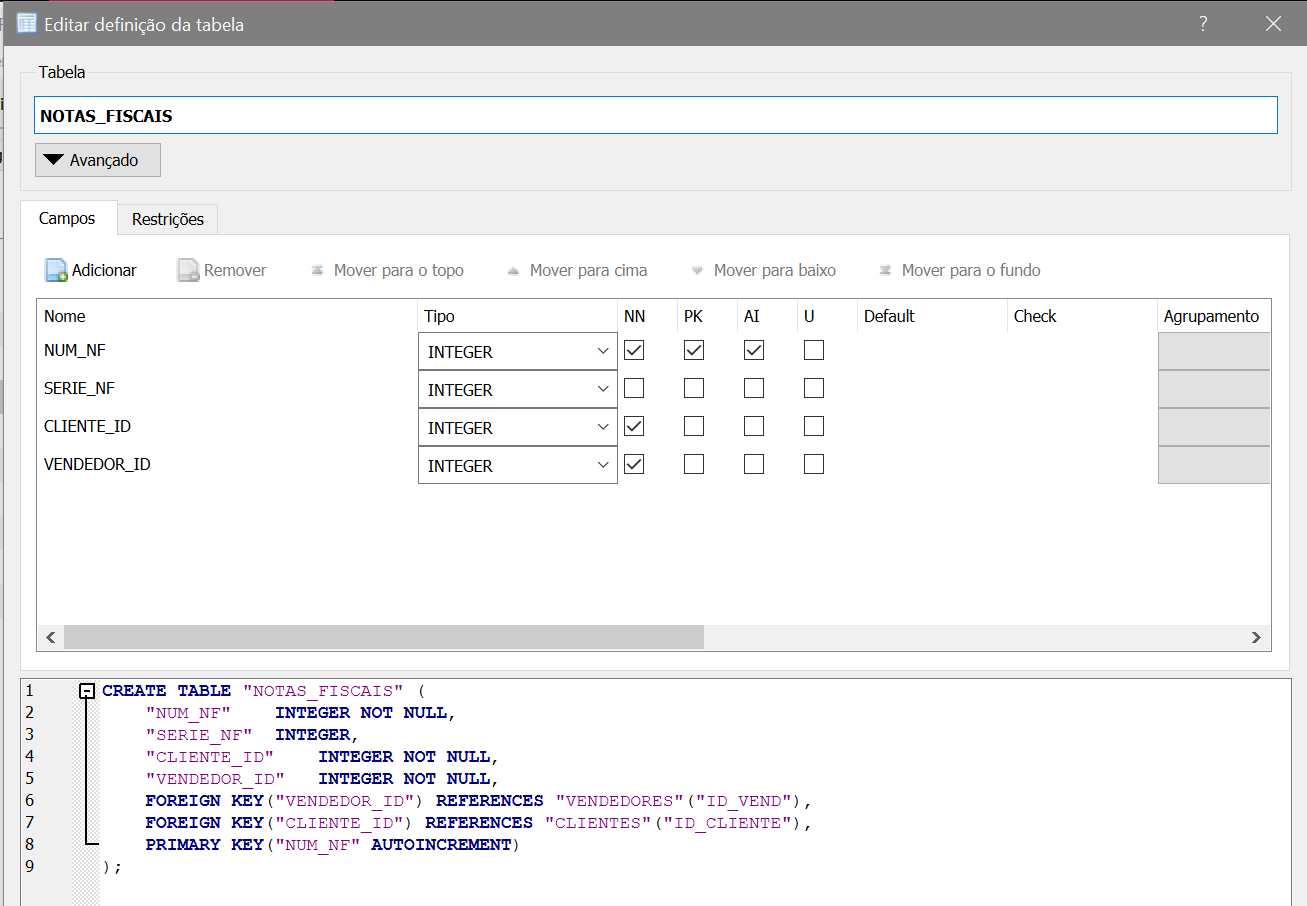 Editar definição da tabela ?
Tabela
NOTAS_FISCAIS
Avançado
Campos Restrições
Adicionar Remover Mover para o topo Mover para cima Mover para baixo Mover para o fundo
Nome Tipo NN PK AI U Default Check Agrupamento
NUM_NF INTEGER
SERIE_NF INTEGER
CLIENTE_ID INTEGER
VENDEDOR_ID INTEGER
1 CREATE TABLE "NOTAS_FISCAIS" (
2 "NUM_NF" INTEGER NOT NULL,
3 "SERIE_NF" INTEGER,
4 "CLIENTE_ID" INTEGER NOT NULL,
5 "VENDEDOR_ID" INTEGER NOT NULL,
6 FOREIGN KEY("VENDEDOR_ID") REFERENCES "VENDEDORES"("ID_VEND"),
7 FOREIGN KEY("CLIENTE_ID") REFERENCES "CLIENTES"("ID_CLIENTE"),
8 PRIMARY KEY("NUM_NF" AUTOINCREMENT)
9 );